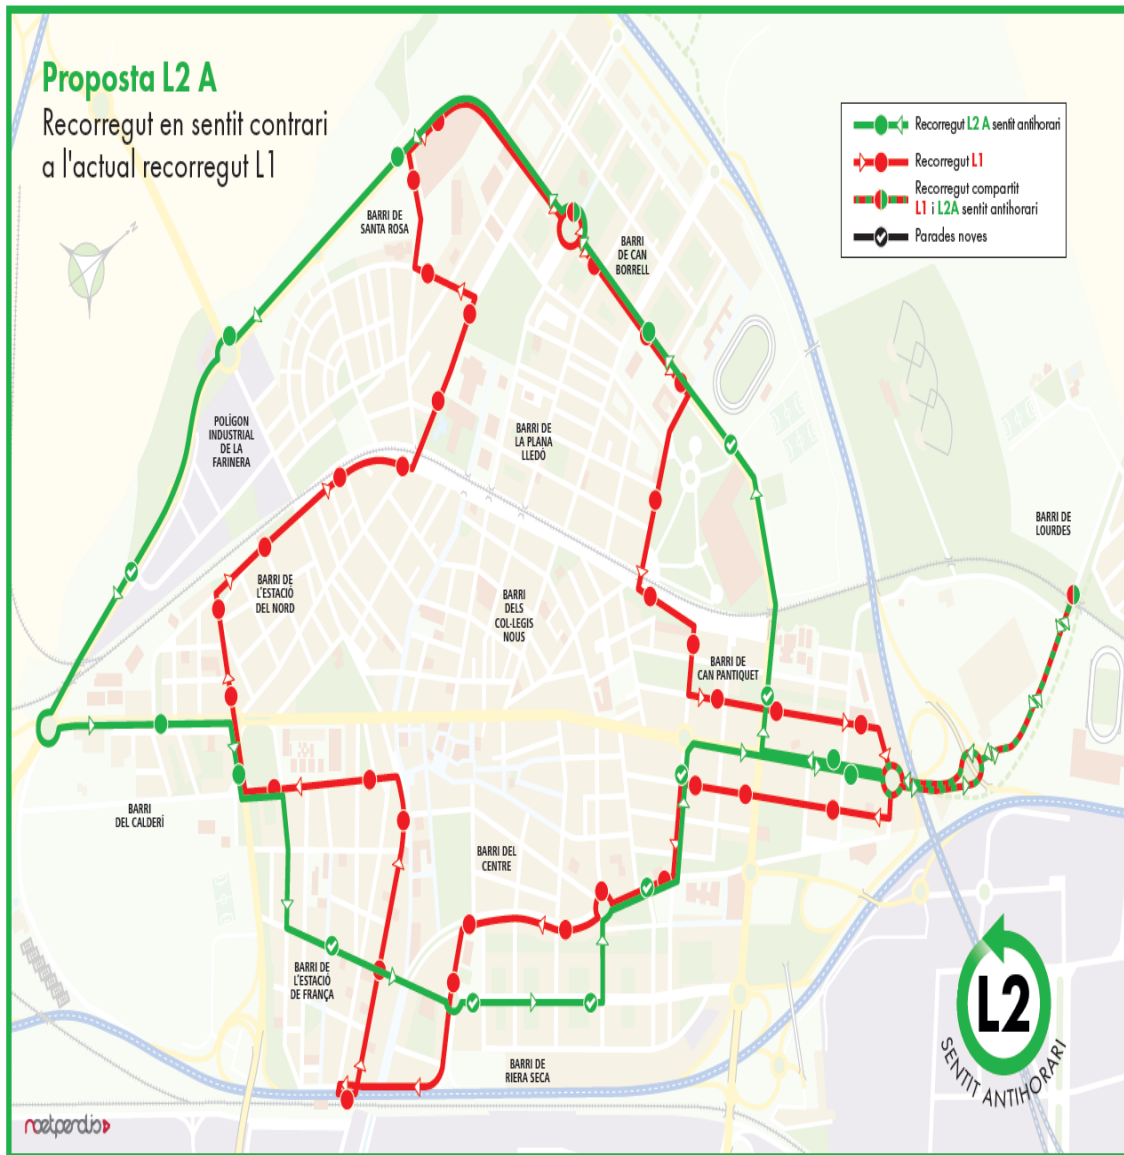 Proposta L2 A
Recorregut en sentit contrari
a l'actual recorregut L1
Recorregut L2 A sentit antihorari
Recorregut L1
Recorregut compartit
L1 i L2A sentit antihorari
Parades noves
N
BARRI DE
SANTA ROSA
BARRI
DE CAN
BORRELL
POLÍGON
INDUSTRIAL
DE LA
FARINERA
BARRI DE
LA PLANA
LLEDÓ
BARRI DE
LOURDES
BARRI DE
L'ESTACIÓ
DEL NORD
BARRI
DELS
COL·LEGIS
NOUS
BARRI DE
CAN PANTIQUET
BARRI
DEL CALDERÍ
BARRI DEL
CENTRE
BARRI DE
L'ESTACIÓ
DE FRANÇA
BARRI DE
RIERA SECA
L2
SENTIT ANTIHORARI
noetperdis